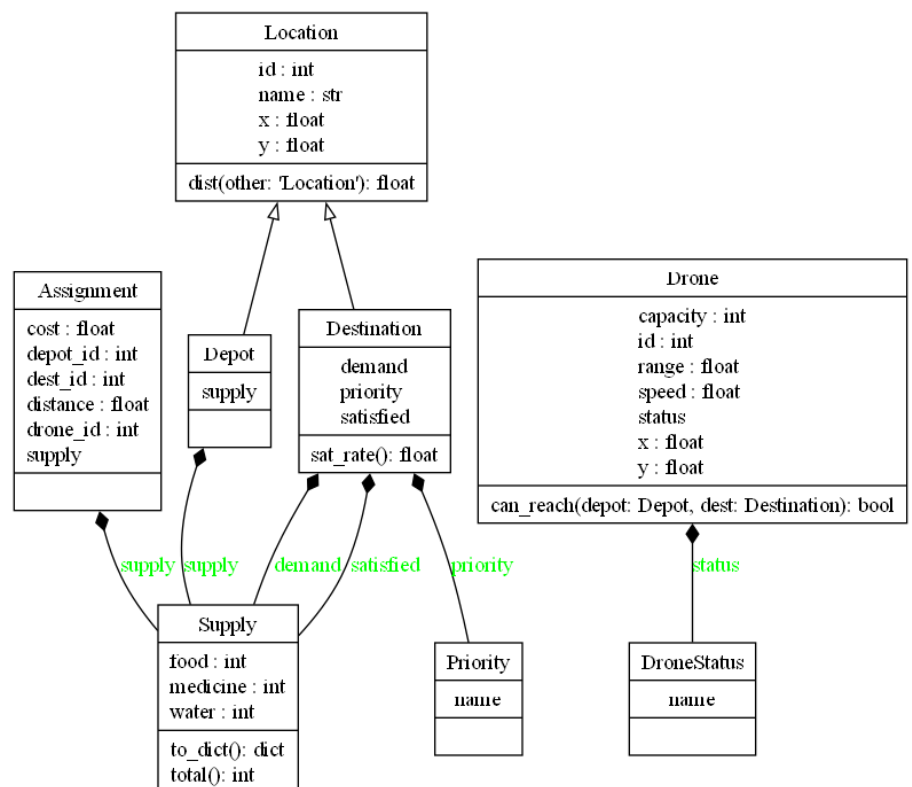 Location
id : int
name : str
x : float
y : float
dist(other: 'Location'): float
Assignment
cost : float
depot_id : int
dest_id : int
distance : float
drone_id : int
supply
Depot
supply
Destination
demand
priority
satisfied
sat_rate(): float
Drone
capacity : int
id : int
range : float
speed : float
status
x : float
y : float
can_reach(depot: Depot, dest: Destination): bool
supply
supply
demand
satisfied
priority
status
Supply
food : int
medicine : int
water : int
to_dict(): dict
total(): int
Priority
name
DroneStatus
name